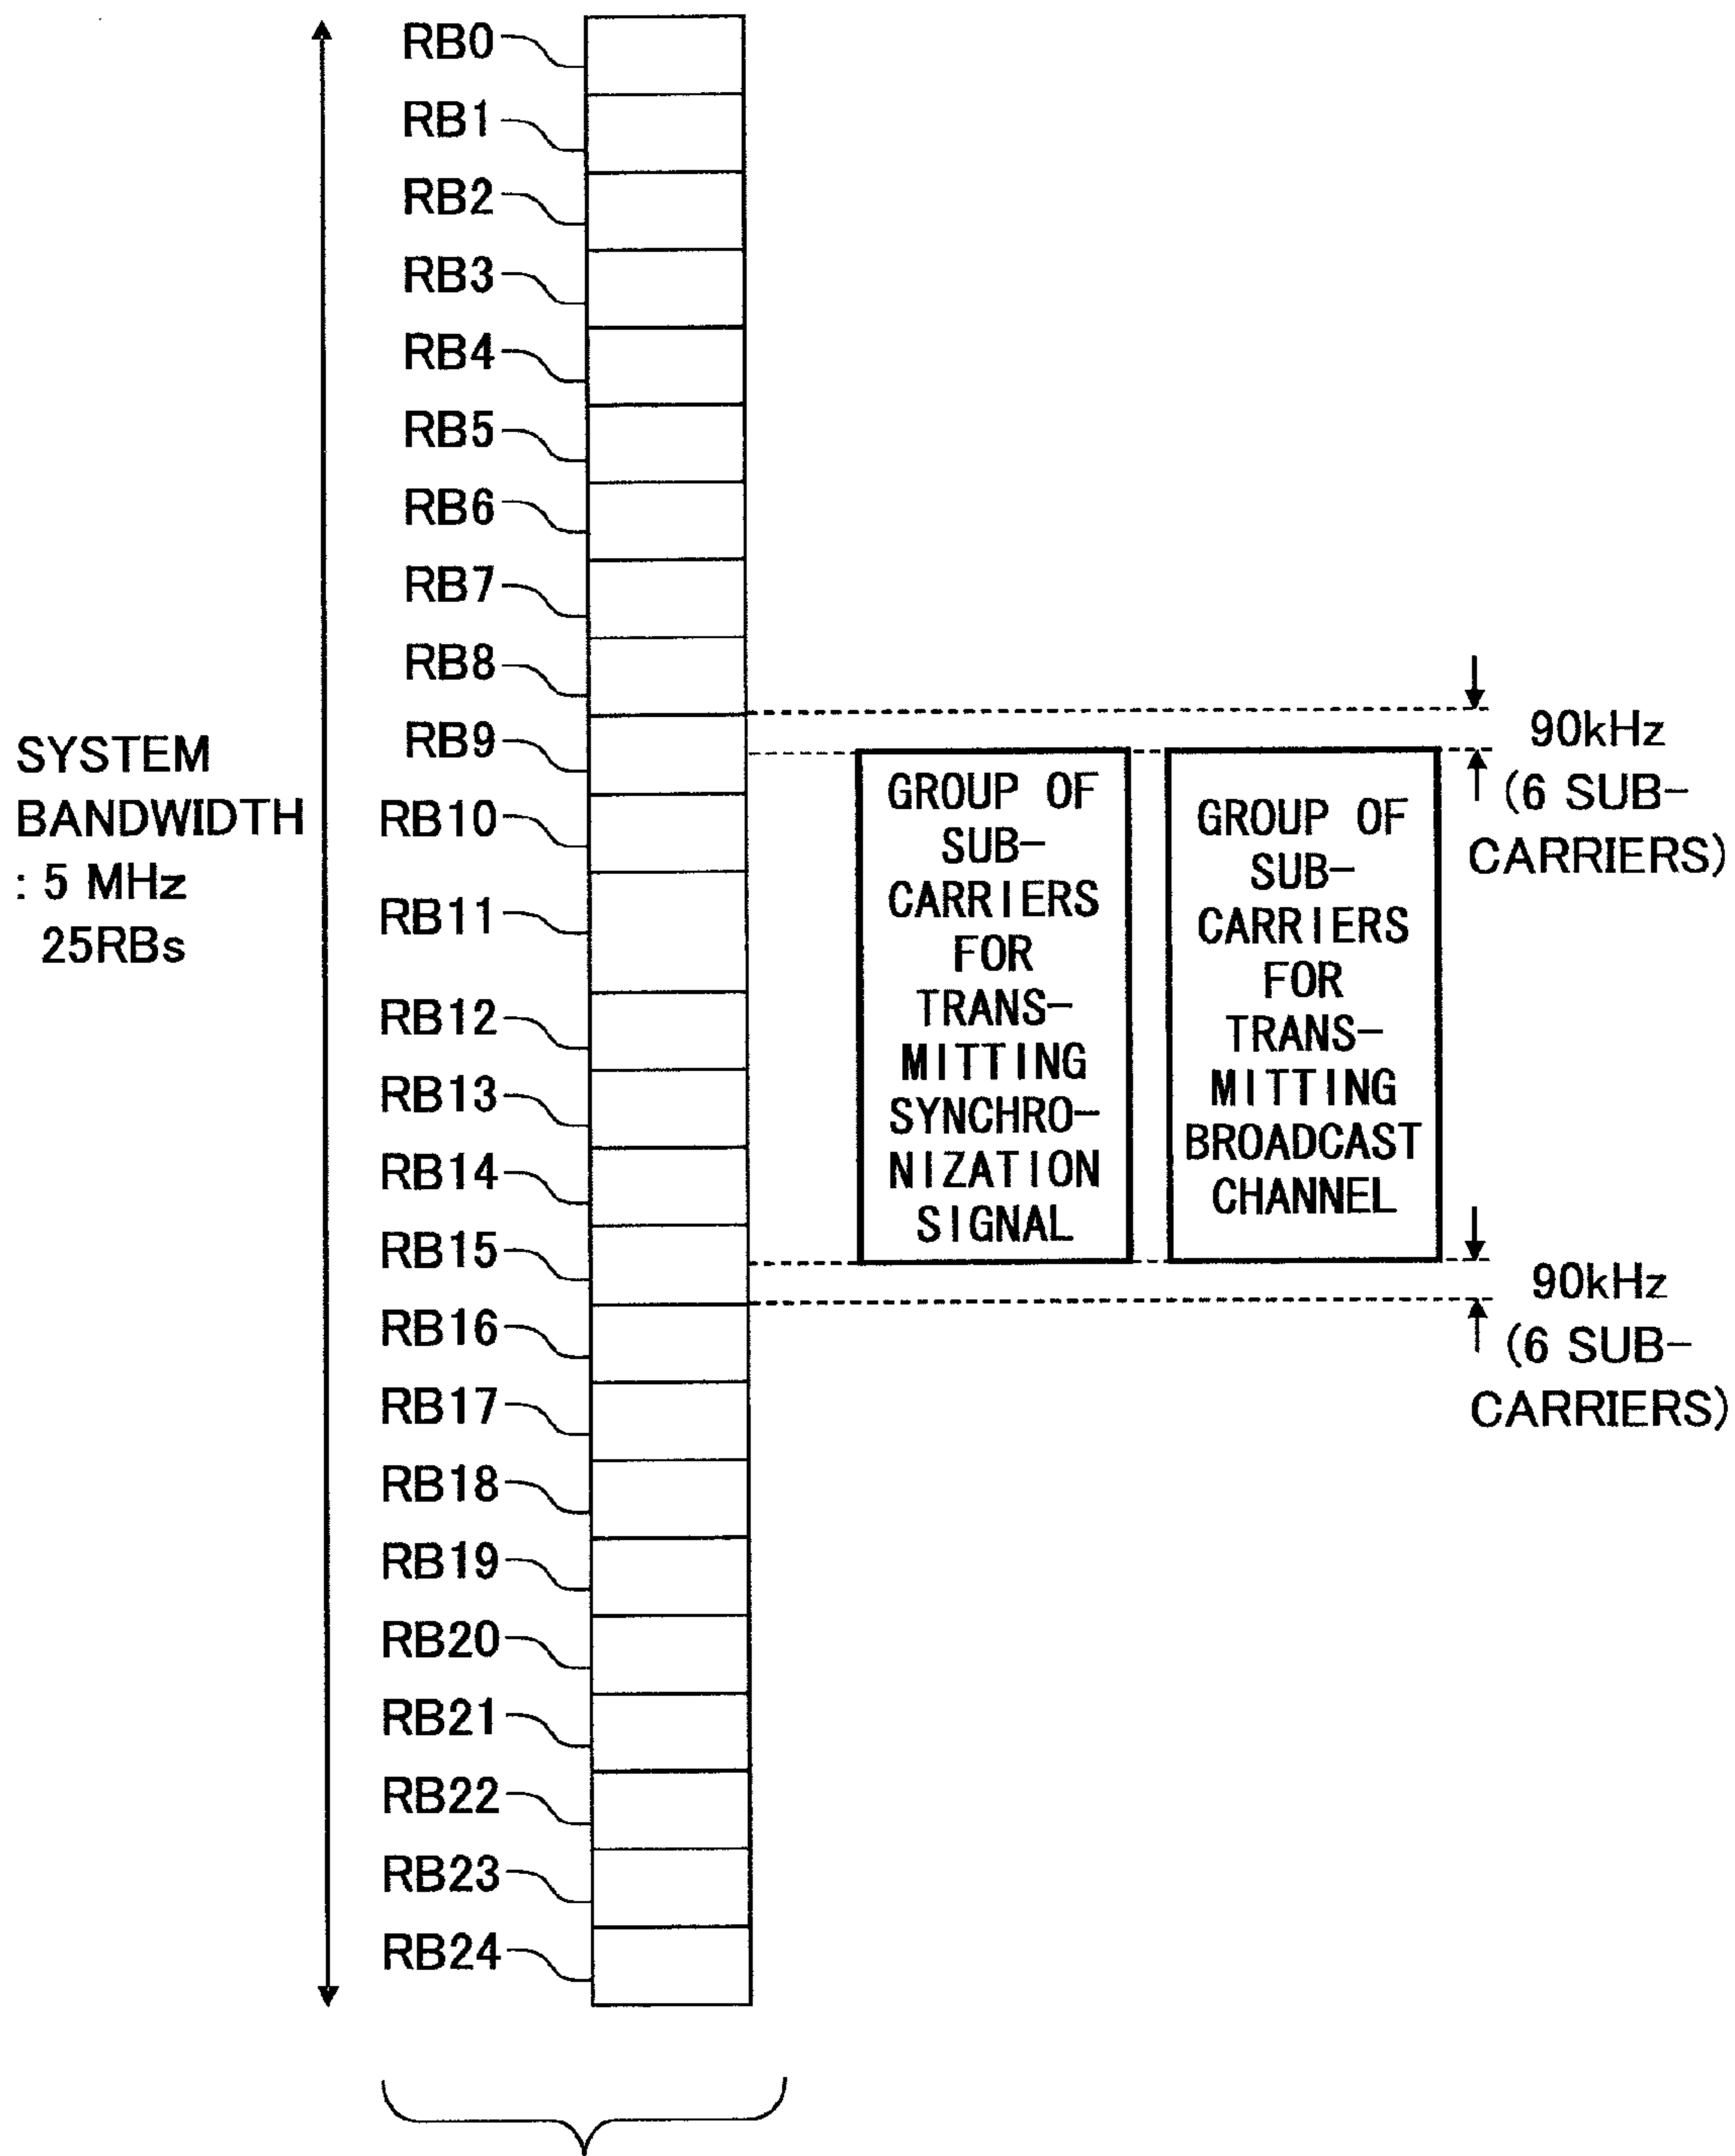 RB0
RB1
RB2
RB3
RB4
RB5
RB6
RB7
RB8
RB9
RB10
RB11
RB12
RB13
RB14
RB15
RB16
RB17
RB18
RB19
RB20
RB21
RB22
RB23
RB24
SYSTEM
BANDWIDTH
: 5 MHz
25RBs
GROUP OF
SUB-
CARRIERS
FOR
TRANS-
MITTING
SYNCHRO-
NIZATION
SIGNAL
GROUP OF
SUB-
CARRIERS
FOR
TRANS-
MITTING
BROADCAST
CHANNEL
90kHz
(6 SUB-
CARRIERS)
90kHz
(6 SUB-
CARRIERS)